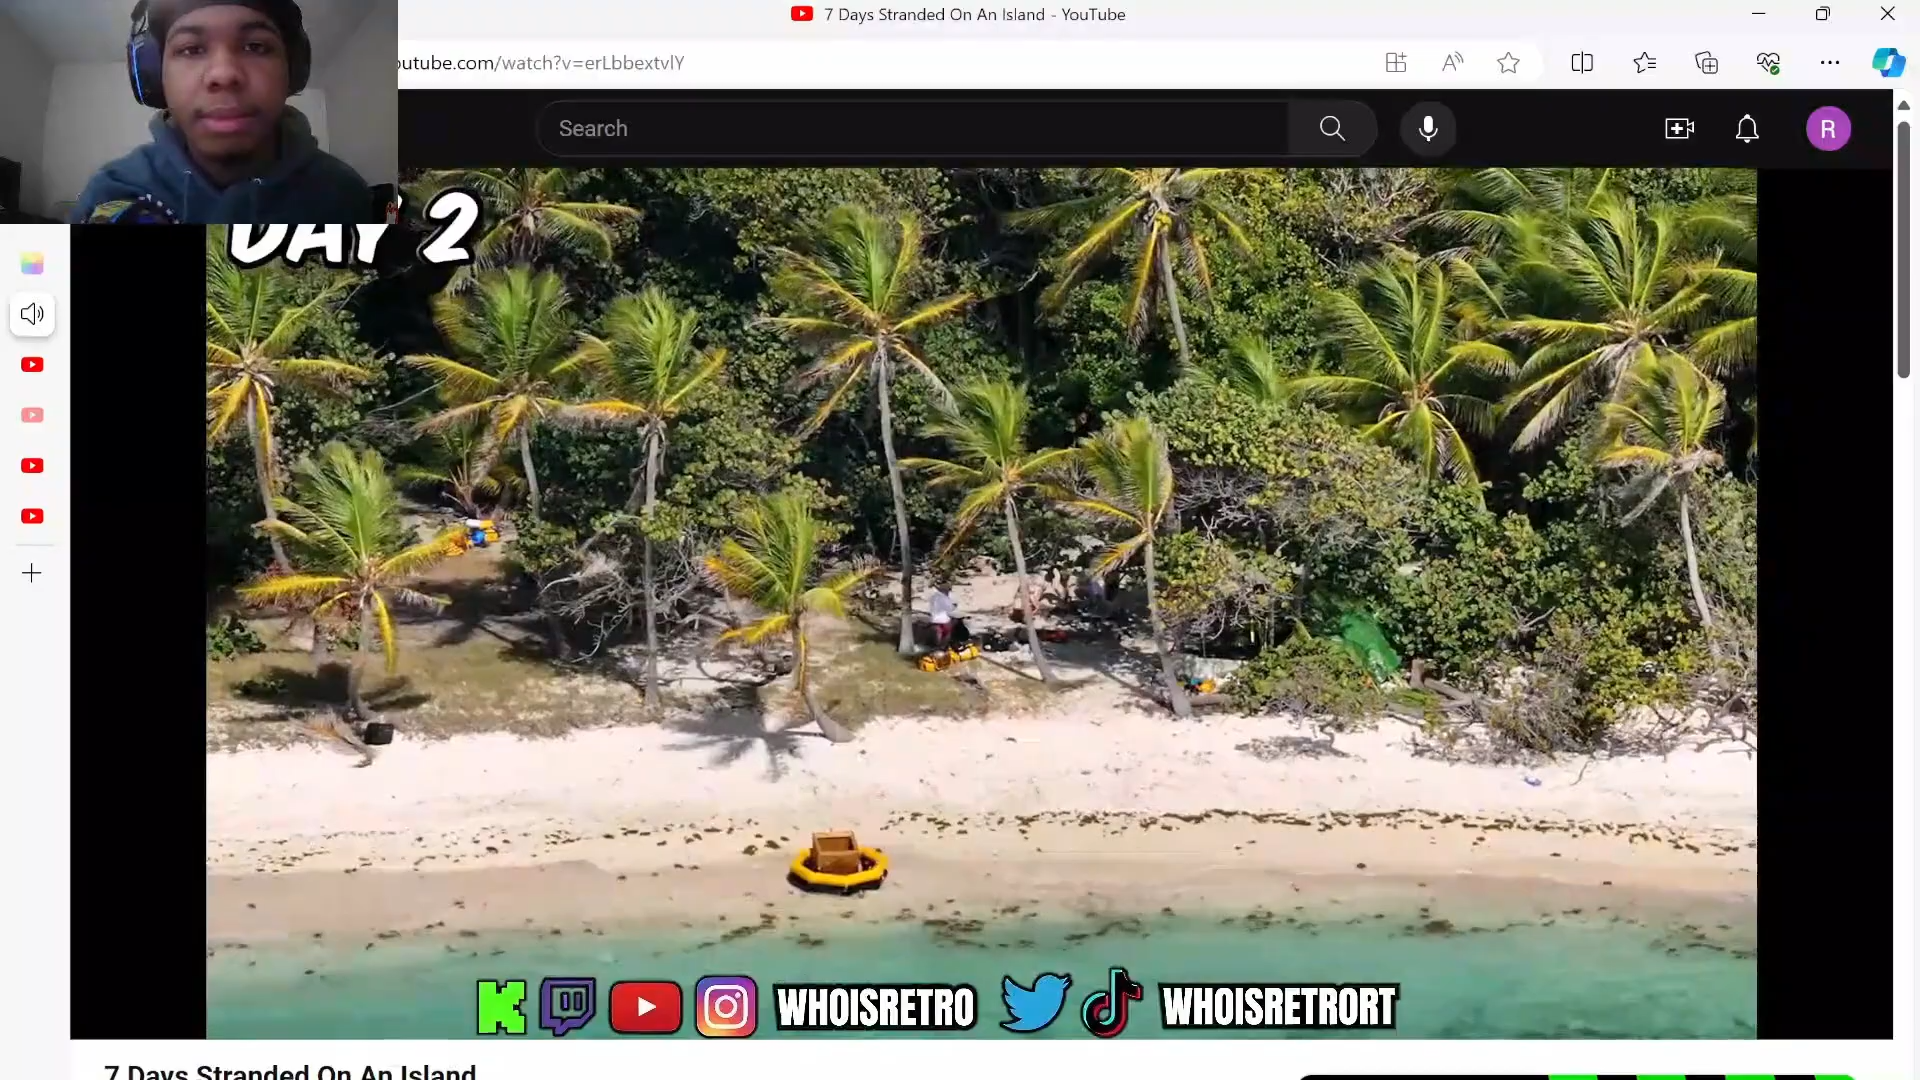 7 Days Stranded On An Island - YouTube
outube.com/watch?v=erLbbextvlY
Search
R
DAY 2
WHOISRETRO
WHOISRETRORT
7 Days Stranded On An Island